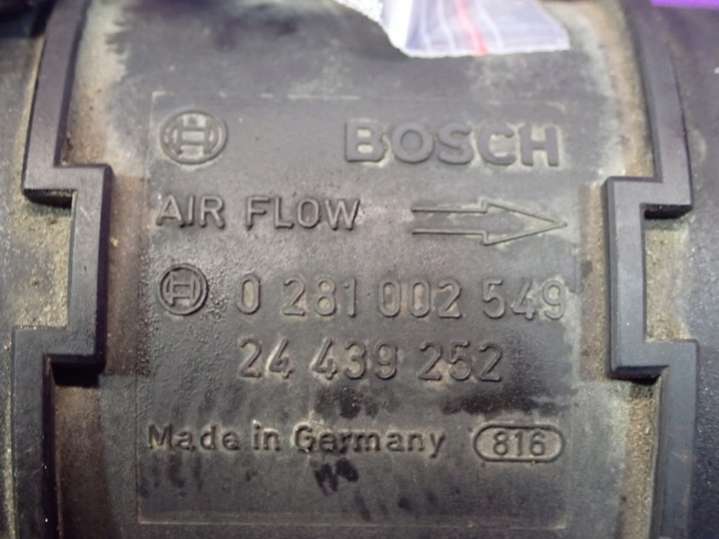 BOSCH
AIR FLOW
0 281 002 549
24 439 252
Made in Germany 816